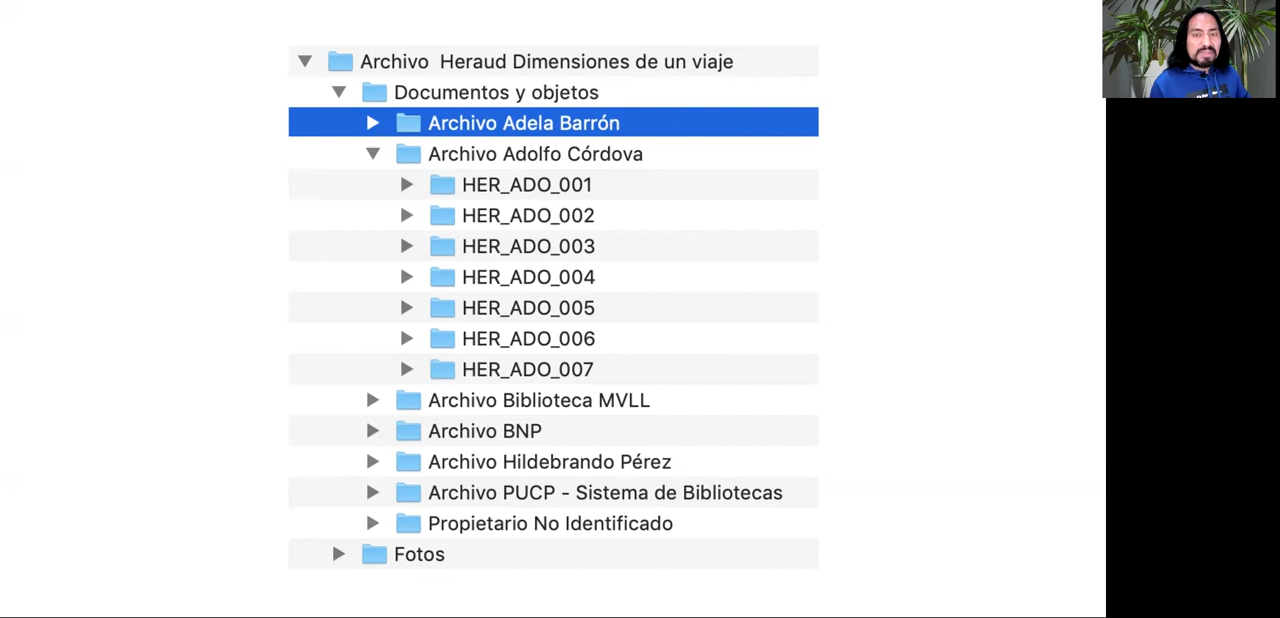 Archivo  Heraud Dimensiones de un viaje
Documentos y objetos
Archivo Adela Barrón
Archivo Adolfo Córdova
HER_ADO_001
HER_ADO_002
HER_ADO_003
HER_ADO_004
HER_ADO_005
HER_ADO_006
HER_ADO_007
Archivo Biblioteca MVLL
Archivo BNP
Archivo Hildebrando Pérez
Archivo PUCP - Sistema de Bibliotecas
Propietario No Identificado
Fotos